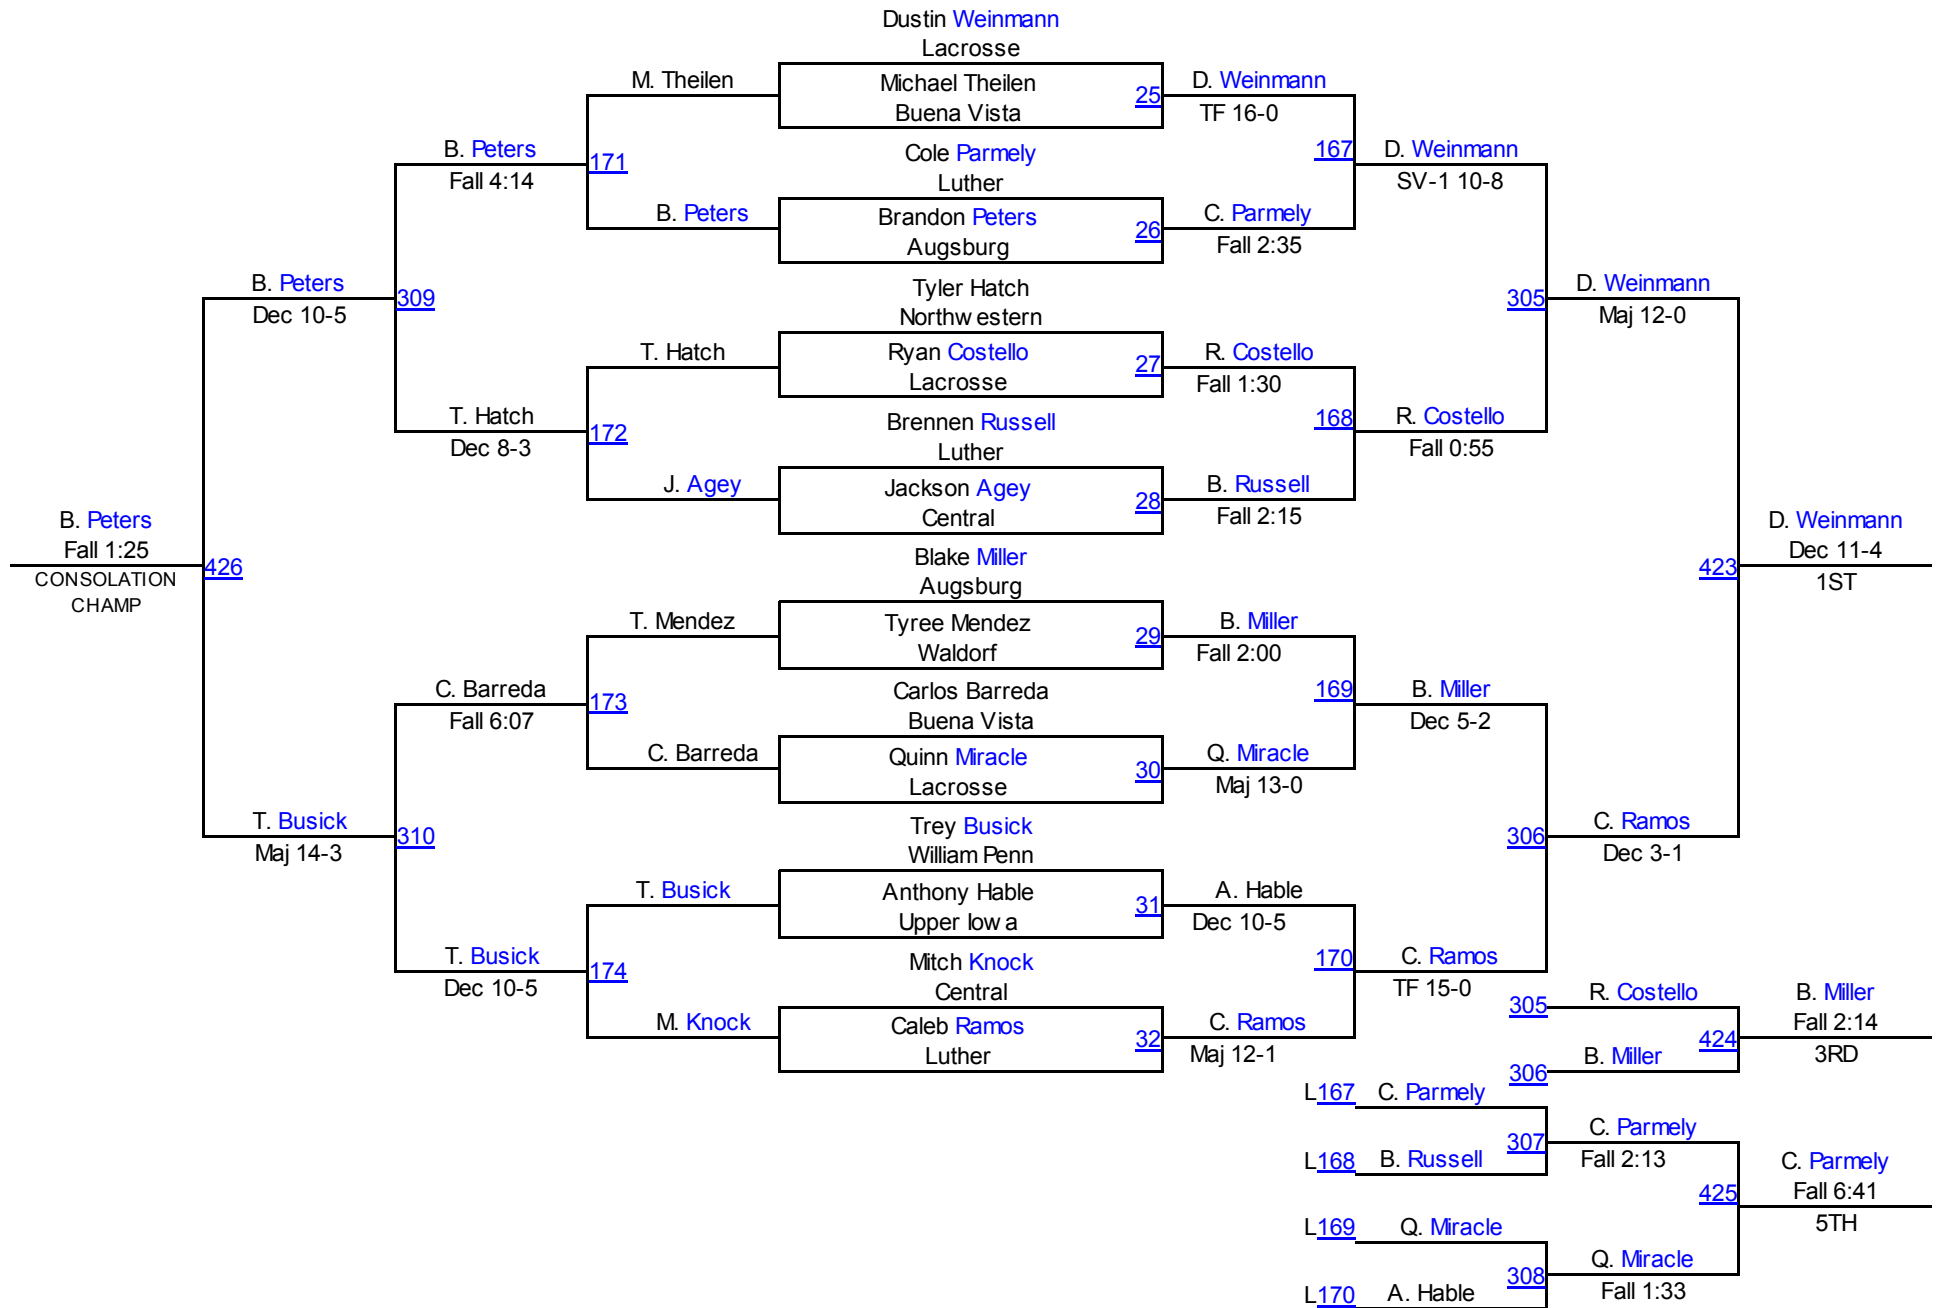 Dustin Weinmann
Lacrosse
M. Theilen
Michael Theilen
Buena Vista
25
D. Weinmann
TF 16-0
B. Peters
Fall 4:14
171
Cole Parmely
Luther
167
D. Weinmann
SV-1 10-8
B. Peters
Brandon Peters
Augsburg
26
C. Parmely
Fall 2:35
B. Peters
Dec 10-5
309
Tyler Hatch
Northwestern
305
D. Weinmann
Maj 12-0
T. Hatch
Ryan Costello
Lacrosse
27
R. Costello
Fall 1:30
T. Hatch
Dec 8-3
172
Brennen Russell
Luther
168
R. Costello
Fall 0:55
J. Agey
Jackson Agey
Central
28
B. Russell
Fall 2:15
B. Peters
Fall 1:25
CONSOLATION
CHAMP
426
Blake Miller
Augsburg
423
D. Weinmann
Dec 11-4
1ST
T. Mendez
Tyree Mendez
Waldorf
29
B. Miller
Fall 2:00
C. Barreda
Fall 6:07
173
Carlos Barreda
Buena Vista
169
B. Miller
Dec 5-2
C. Barreda
Quinn Miracle
Lacrosse
30
Q. Miracle
Maj 13-0
T. Busick
Maj 14-3
310
Trey Busick
William Penn
306
C. Ramos
Dec 3-1
T. Busick
Anthony Hable
Upper Iowa
31
A. Hable
Dec 10-5
T. Busick
Dec 10-5
174
Mitch Knock
Central
170
C. Ramos
TF 15-0
M. Knock
Caleb Ramos
Luther
32
C. Ramos
Maj 12-1
305
R. Costello
306
B. Miller
424
B. Miller
Fall 2:14
3RD
L167
C. Parmely
L168
B. Russell
307
C. Parmely
Fall 2:13
425
C. Parmely
Fall 6:41
5TH
L169
Q. Miracle
L170
A. Hable
308
Q. Miracle
Fall 1:33